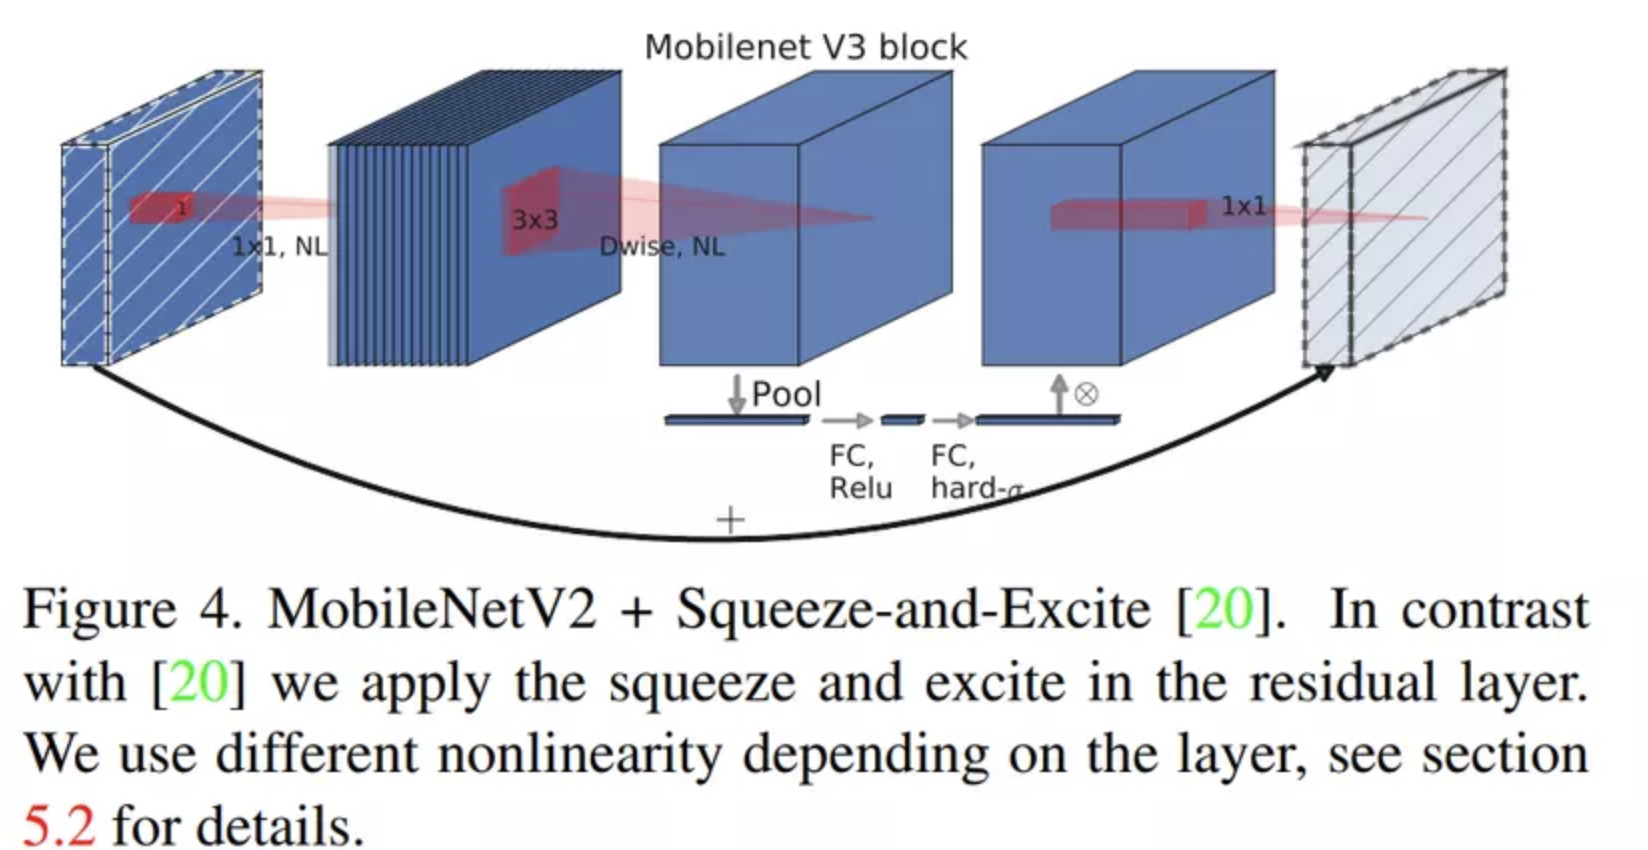 Mobilenet V3 block
1
1x1, NL
3x3
Dwise, NL
1x1
Pool
⊗
FC,
Relu
FC,
hard-σ
+
Figure 4. MobileNetV2 + Squeeze-and-Excite [20]. In contrast
with [20] we apply the squeeze and excite in the residual layer.
We use different nonlinearity depending on the layer, see section
5.2 for details.